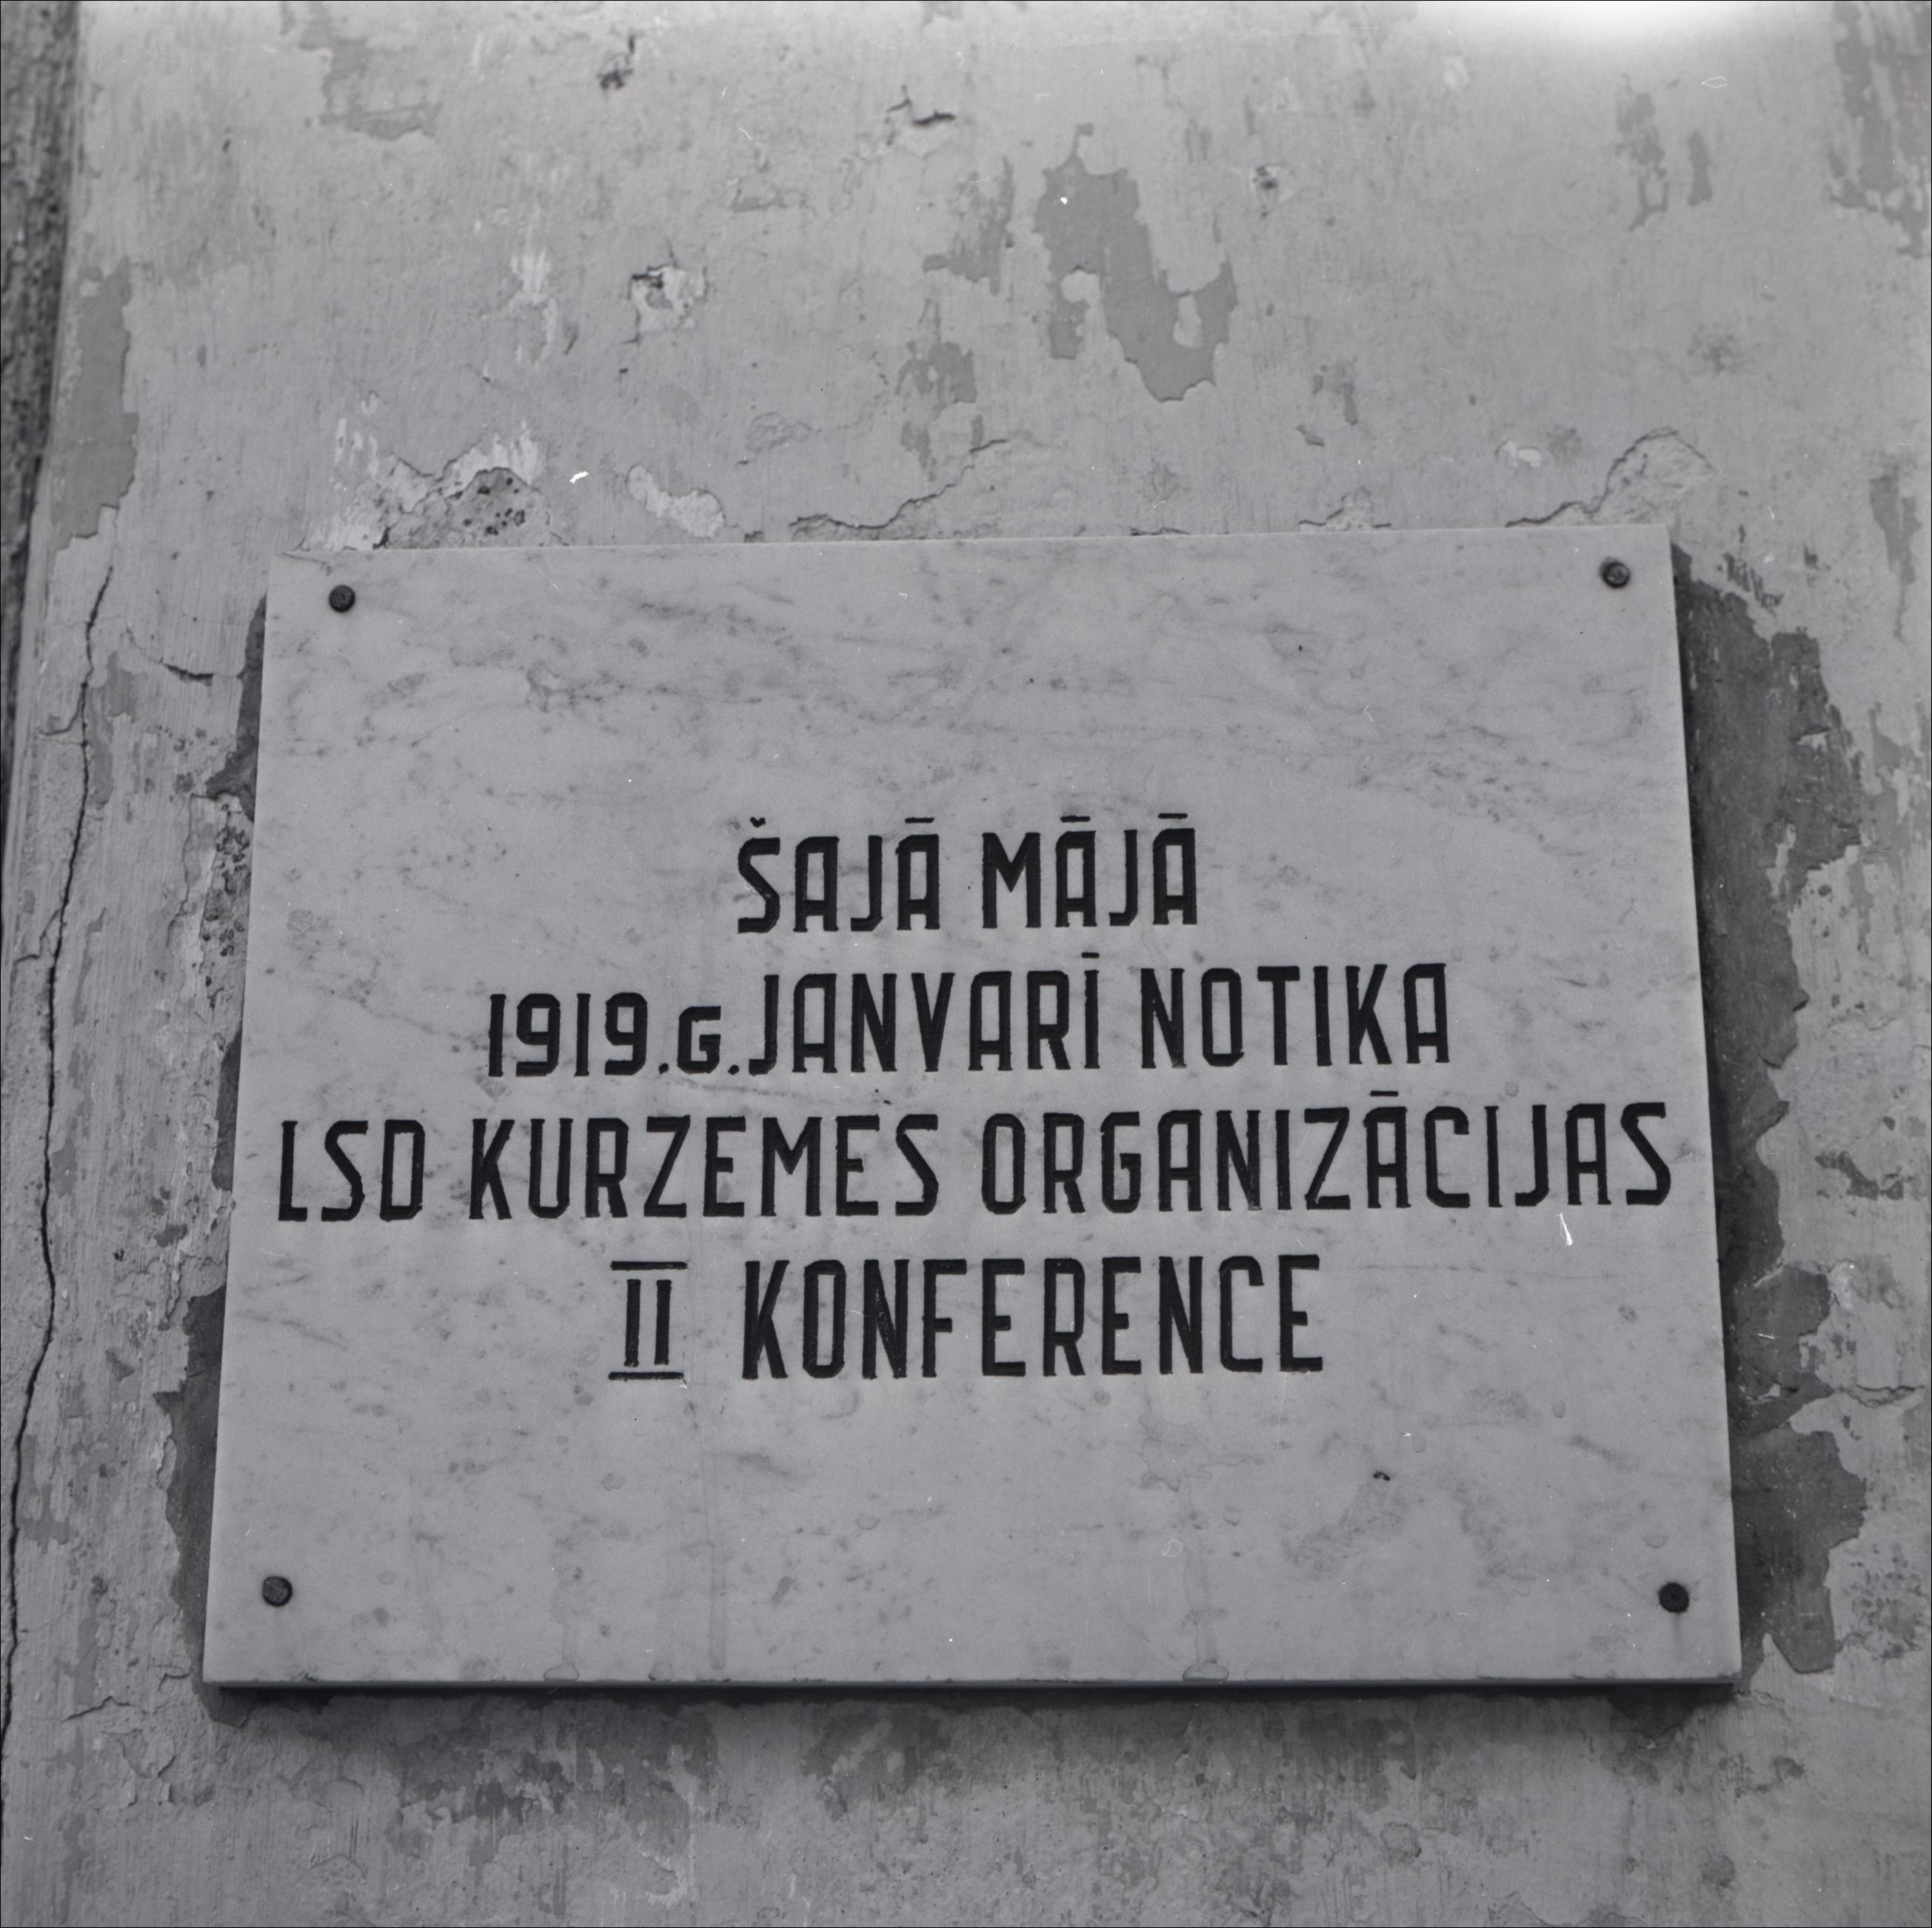 ŠAJĀ MĀJĀ
1919.G.JANVARĪ NOTIKA
LSD KURZEMES ORGANIZĀCIJAS
II KONFERENCE